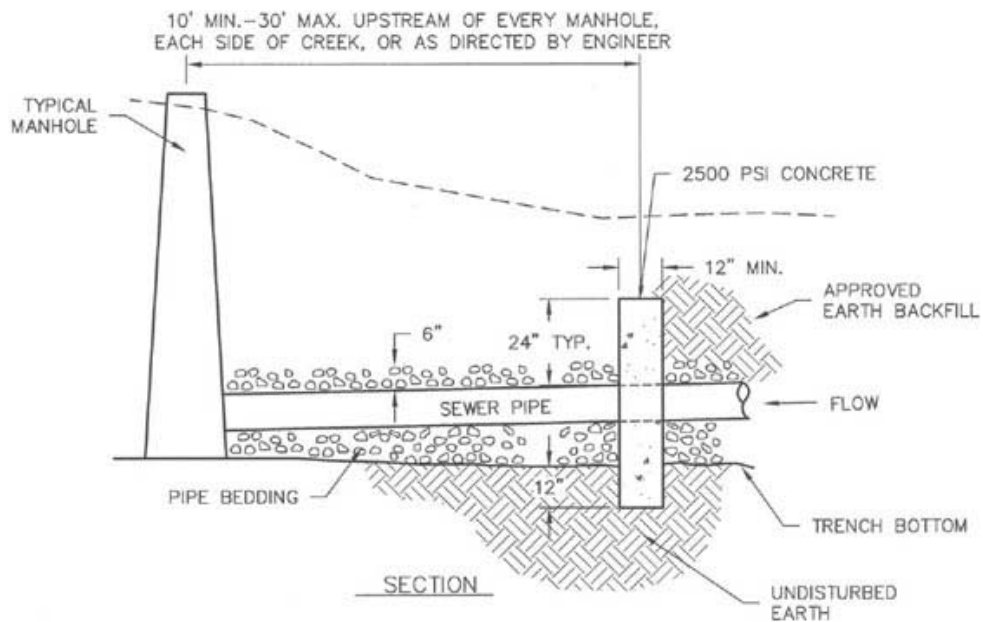 10' MIN.-30' MAX. UPSTREAM OF EVERY MANHOLE,
EACH SIDE OF CREEK, OR AS DIRECTED BY ENGINEER
TYPICAL
MANHOLE
2500 PSI CONCRETE
12" MIN.
APPROVED
EARTH BACKFILL
6"
24" TYP.
SEWER PIPE
FLOW
12"
PIPE BEDDING
TRENCH BOTTOM
SECTION
UNDISTURBED
EARTH